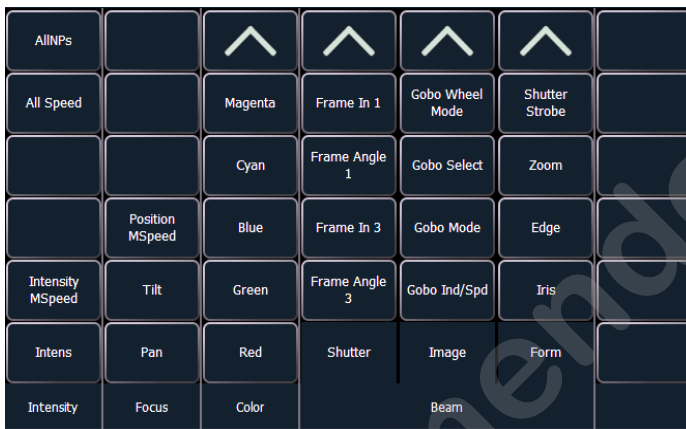 AllNPs
All Speed
Magenta
Frame In 1
Gobo Wheel
Mode
Shutter
Strobe
Cyan
Frame Angle
1
Gobo Select
Zoom
Position
MSpeed
Blue
Frame In 3
Gobo Mode
Edge
Intensity
MSpeed
Tilt
Green
Frame Angle
3
Gobo Ind/Spd
Iris
Intens
Pan
Red
Shutter
Image
Form
Intensity
Focus
Color
Beam